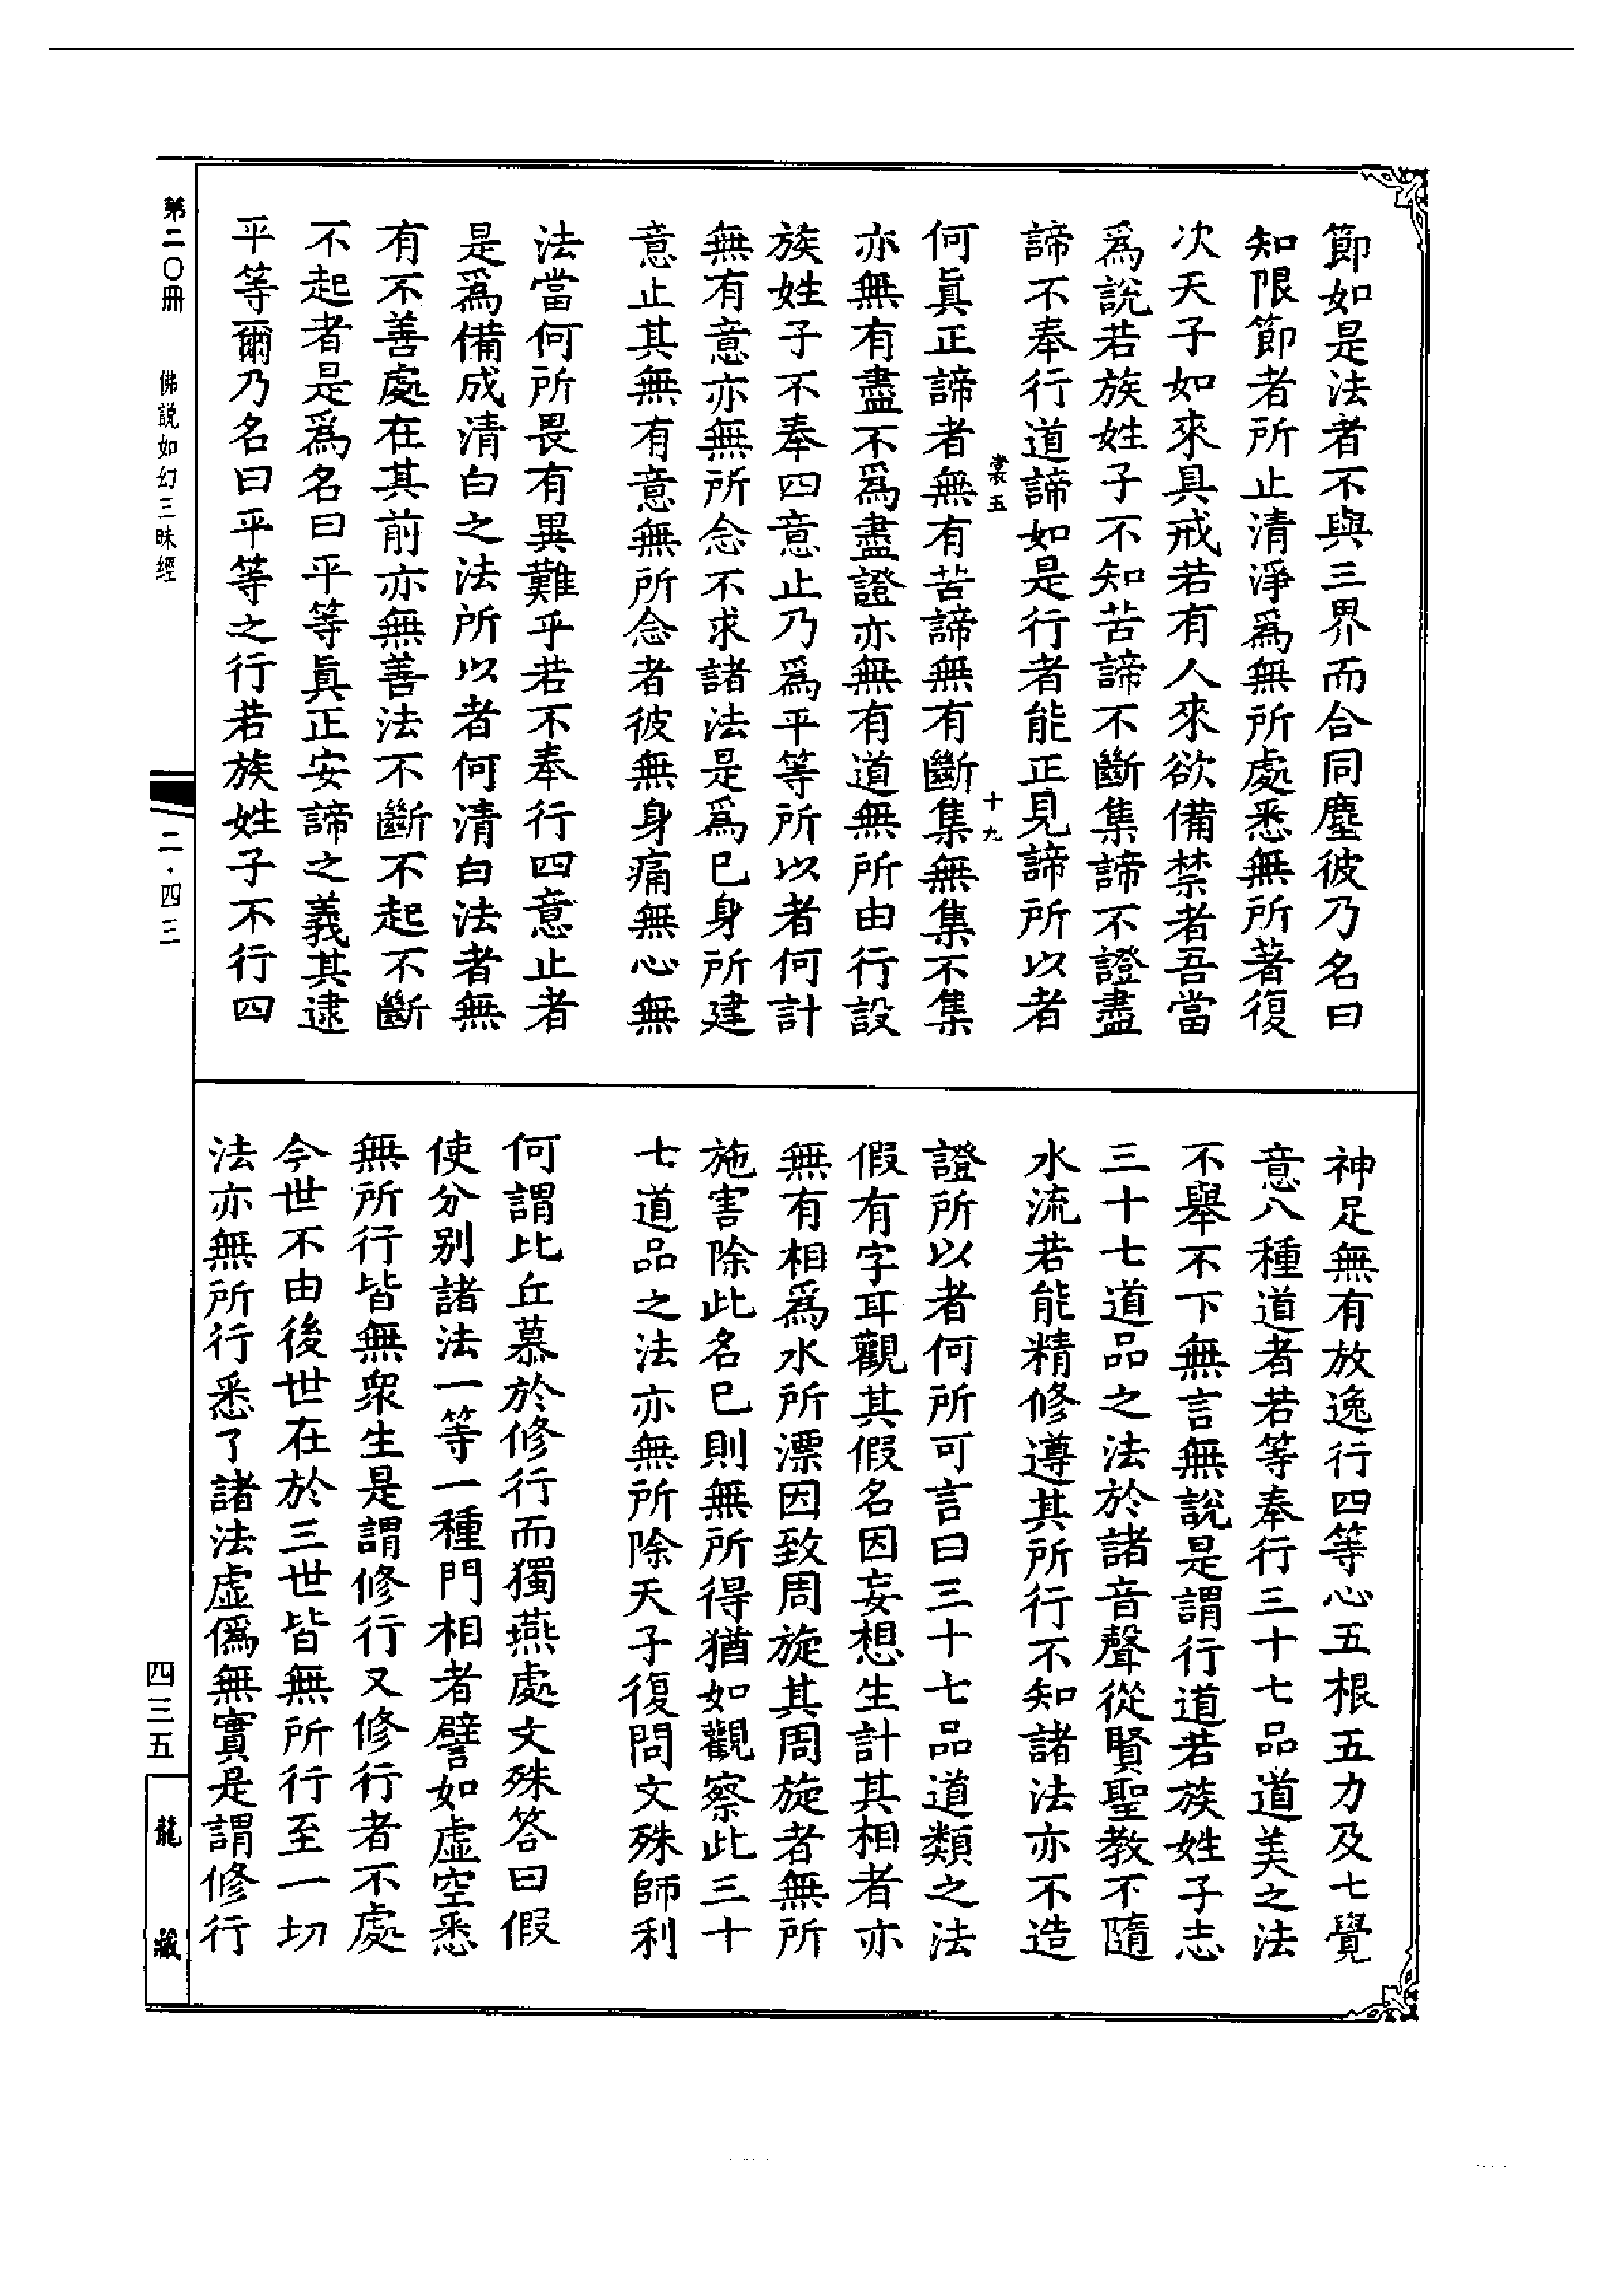 節如是法者不與三界而合同塵彼乃名曰
知限節者所止清淨爲無所處悉無所著復
次天子如來具戒若有人來欲備禁者吾當
爲說若族姓子不知苦諦不斷集諦不證盡
諦不奉行道諦如是行者能正見諦所以者
裳五
十九
何眞正諦者無有苦諦無有斷集無集不集
亦無有盡不爲盡證亦無有道無所由行設
族姓子不奉四意止乃爲平等所以者何計
無有意亦無所念不求諸法是爲已身所建
意止其無有意無所念者彼無身痛無心無
法當何所畏有異難乎若不奉行四意止者
是爲備成清白之法所以者何清白法者無
有不善處在其前亦無善法不斷不起不斷
不起者是爲名曰平等眞正安諦之義其逮
平等爾乃名曰平等之行若族姓子不行四
神足無有放逸行四等心五根五力及七覺
意八種道者若等奉行三十七品道美之法
不舉不下無言無說是謂行道若族姓子志
三十七道品之法於諸音聲從賢聖教不隨
水流若能精修遵其所行不知諸法亦不造
證所以者何所可言曰三十七品道類之法
假有字耳觀其假名因妄想生計其相者亦
無有相爲水所漂因致周旋其周旋者無所
施害除此名已則無所得猶如觀察此三十
七道品之法亦無所除天子復問文殊師利
何謂比丘慕於修行而獨燕處文殊答曰假
使分別諸法一等一種門相者譬如虛空悉
無所行皆無衆生是謂修行又修行者不處
今世不由後世在於三世皆無所行至一切
法亦無所行悉了諸法虛僞無實是謂修行
第二〇冊
佛説如幻三昧經
二·四三
四三五
龍藏